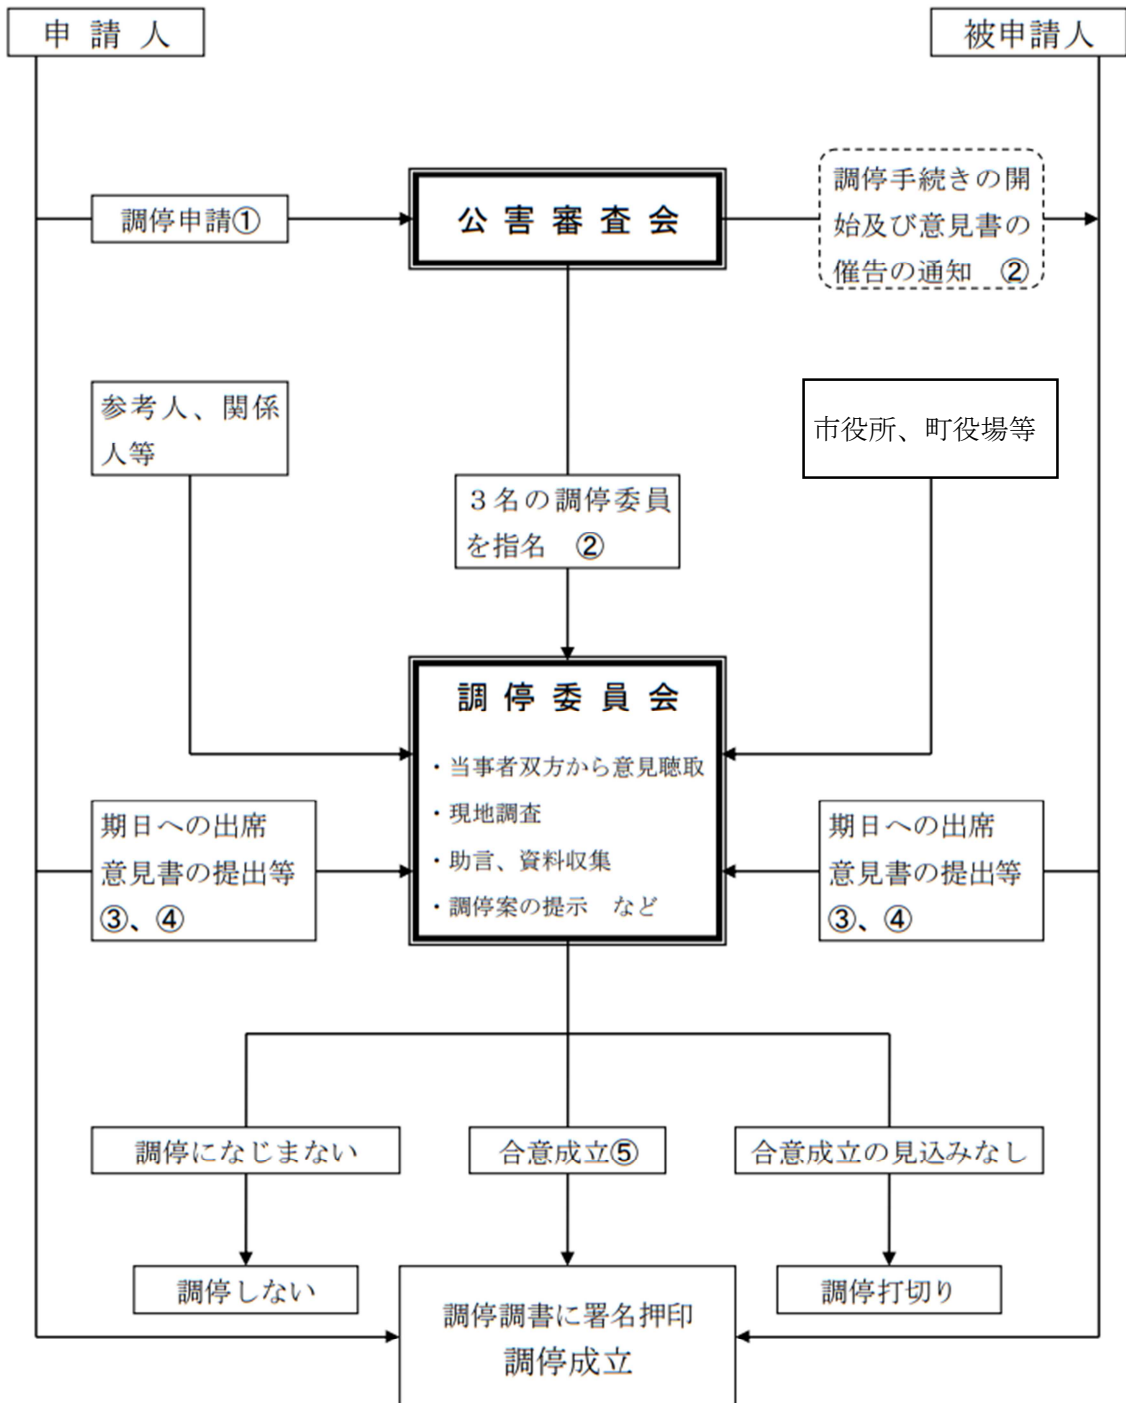 申請人
被申請人
調停申請①
公害審査会
調停手続きの開
始及び意見書の
催告の通知　②
参考人、関係
人等
市役所、町役場等
３名の調停委員
を指名　②
調停委員会
・当事者双方から意見聴取
・現地調査
・助言、資料収集
・調停案の提示　など
期日への出席
意見書の提出等
③、④
期日への出席
意見書の提出等
③、④
調停になじまない
合意成立⑤
合意成立の見込みなし
調停しない
調停調書に署名押印
調停成立
調停打切り